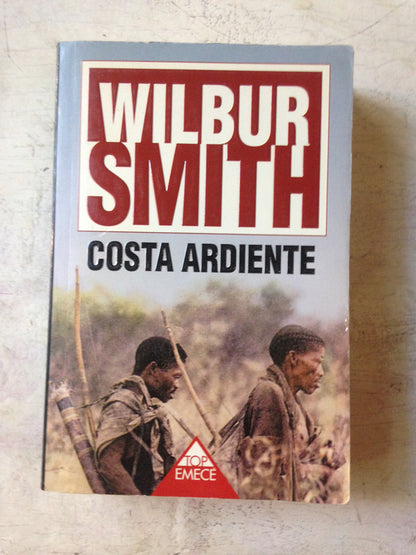 WILBUR
SMITH
COSTA ARDIENTE
TOP
EMECÉ